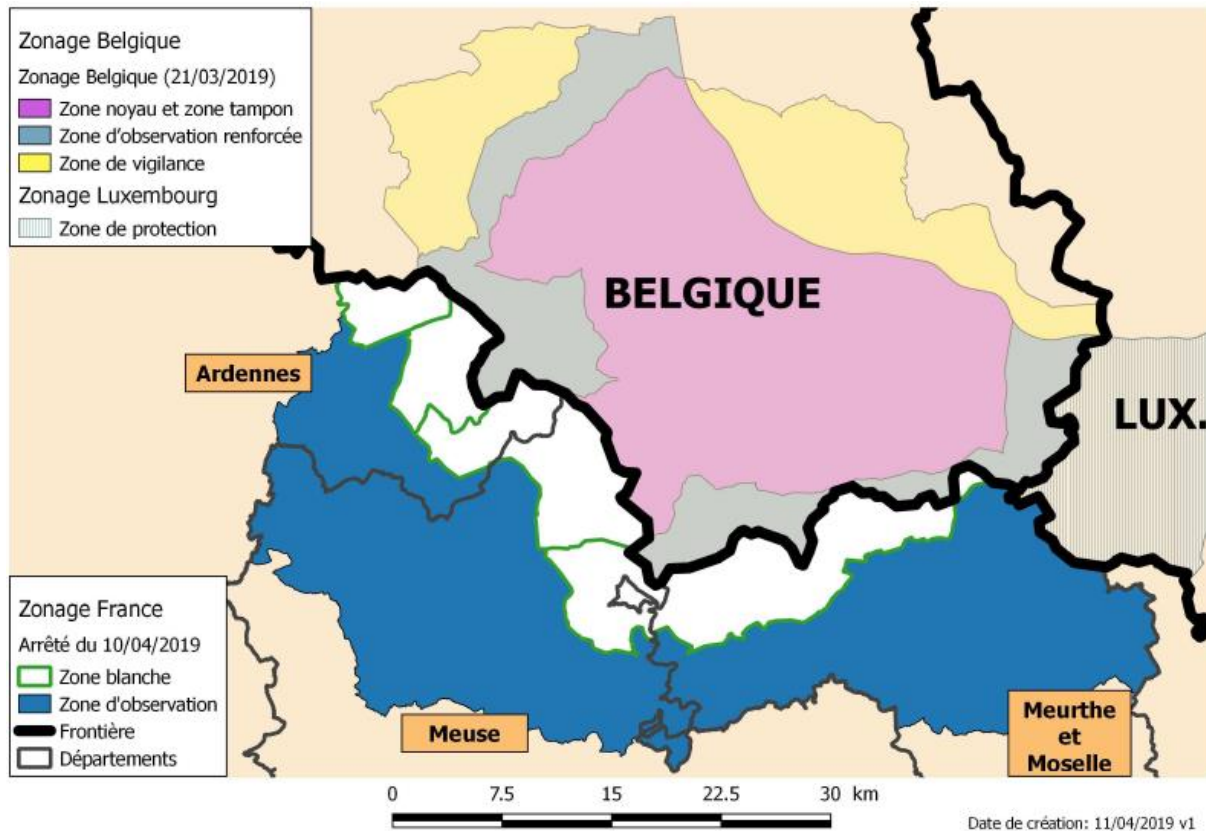 Zonage Belgique
Zonage Belgique (21/03/2019)
Zone noyau et zone tampon
Zone d'observation renforcée
Zone de vigilance
Zonage Luxembourg
Zone de protection
BELGIQUE
Ardennes
LUX.
Zonage France
Arrêté du 10/04/2019
Zone blanche
Zone d'observation
Frontière
Départements
Meuse
Meurthe
et
Moselle
0 7.5 15 22.5 30 km
Date de création: 11/04/2019 v1